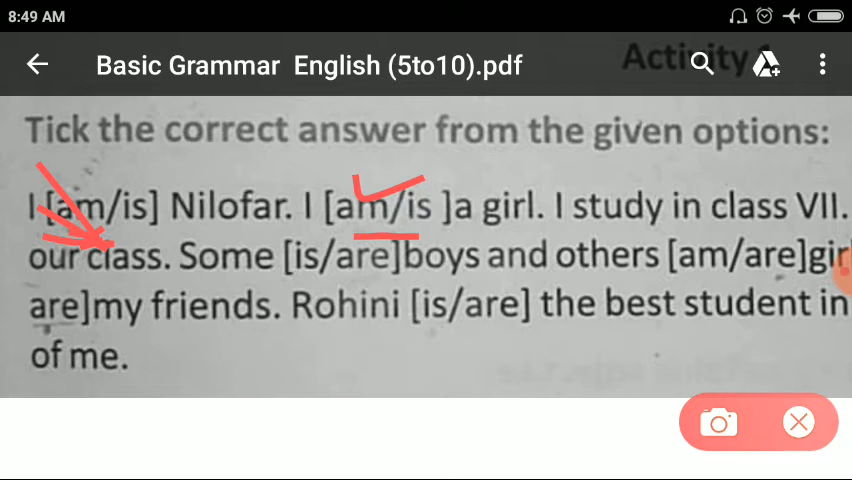 8:49 AM
Basic Grammar English (5to10).pdf
Activity
Tick the correct answer from the given options:
I [am/is] Nilofar. I [am/is ]a girl. I study in class VII.
our class. Some [is/are]boys and others [am/are]gir
are]my friends. Rohini [is/are] the best student in
of me.